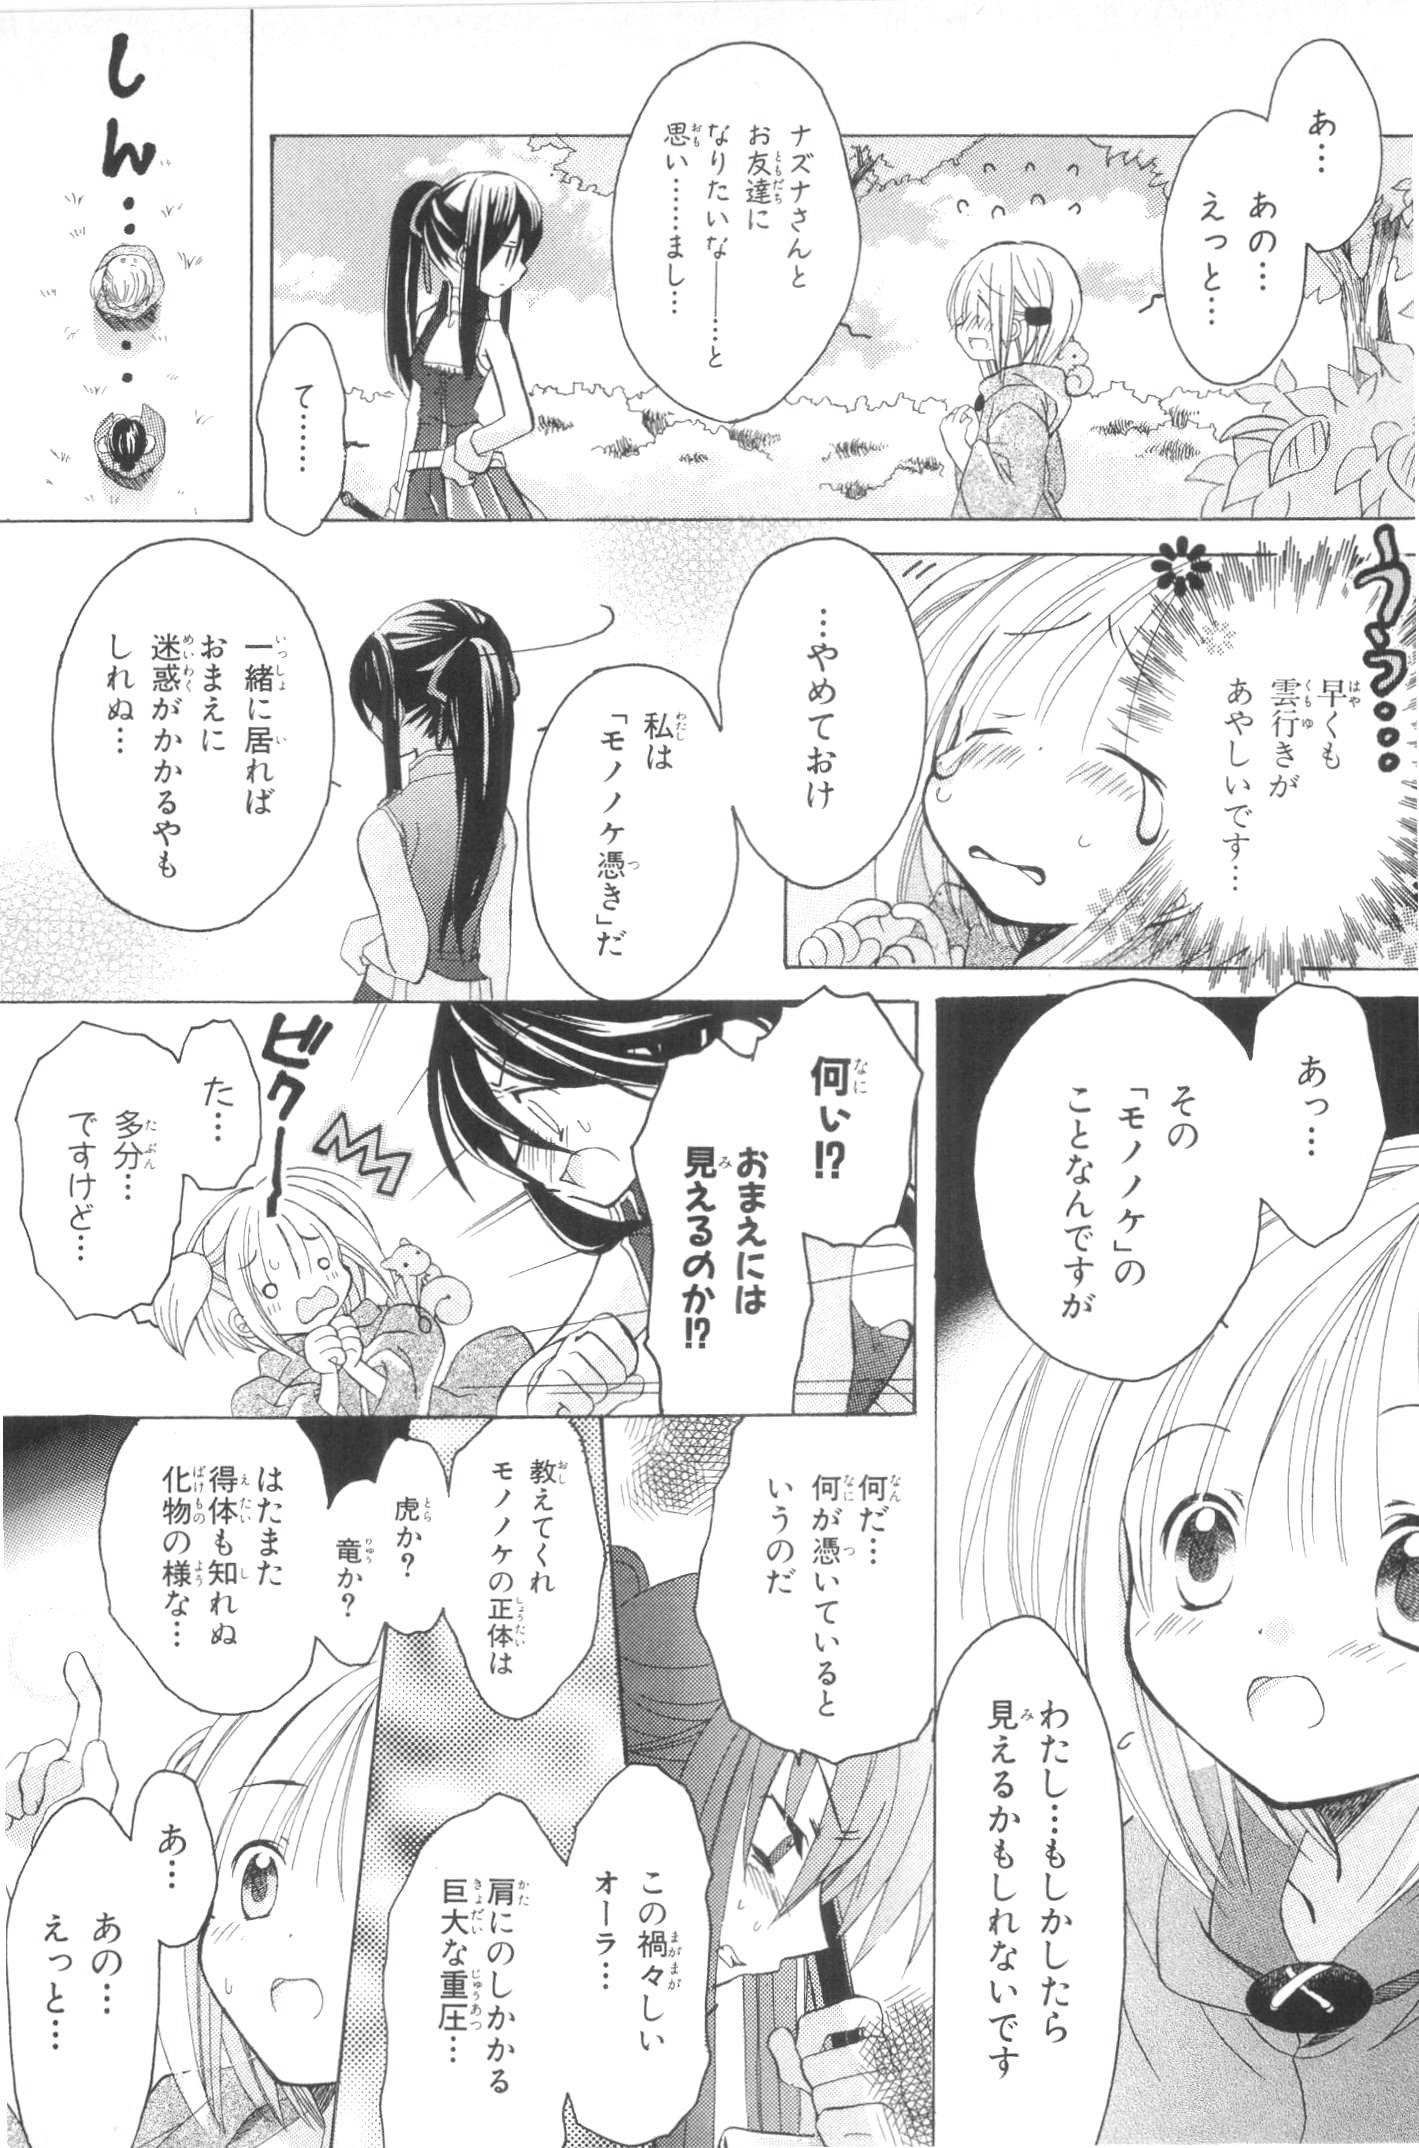 あ…
あの…
えっと…
ナズナさんと
お友達に
なりたいな――…と
思い………まし…
て……
しん……
うっ…
早くも
雲行きが
あやしいです…
…やめておけ
私は
「モノノケ憑き」だ
一緒に居れば
おまえに
迷惑がかかるやも
しれぬ…
あっ…
その
「モノノケ」の
ことなんですが
わたし…もしかしたら
見えるかもしれないです
何ぃ!?
おまえには
見えるのか!?
ビクー
た…
多分…
ですけど…
何だ…
何が憑いていると
いうのだ
この禍々しい
オーラ…
肩にのしかかる
巨大な重圧…
教えてくれ
モノノケの正体は
虎か?
竜か?
はたまた
得体も知れぬ
化物の様な…
あ…
あの…
えっと…